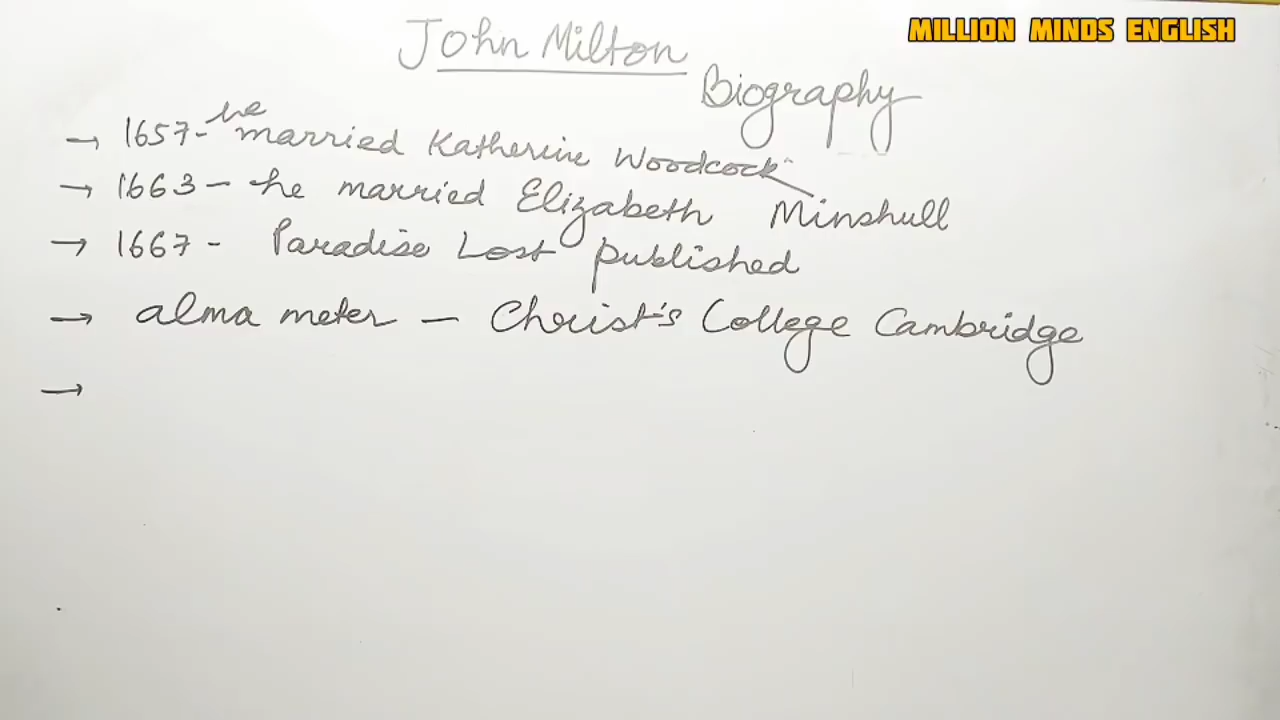 John Milton
MILLION MINDS ENGLISH
Biography
→ 1657- he married Katherine Woodcock
→ 1663 - he married Elizabeth Minshull
→ 1667 - Paradise Lost published
→ alma meter - Christ's College Cambridge
→